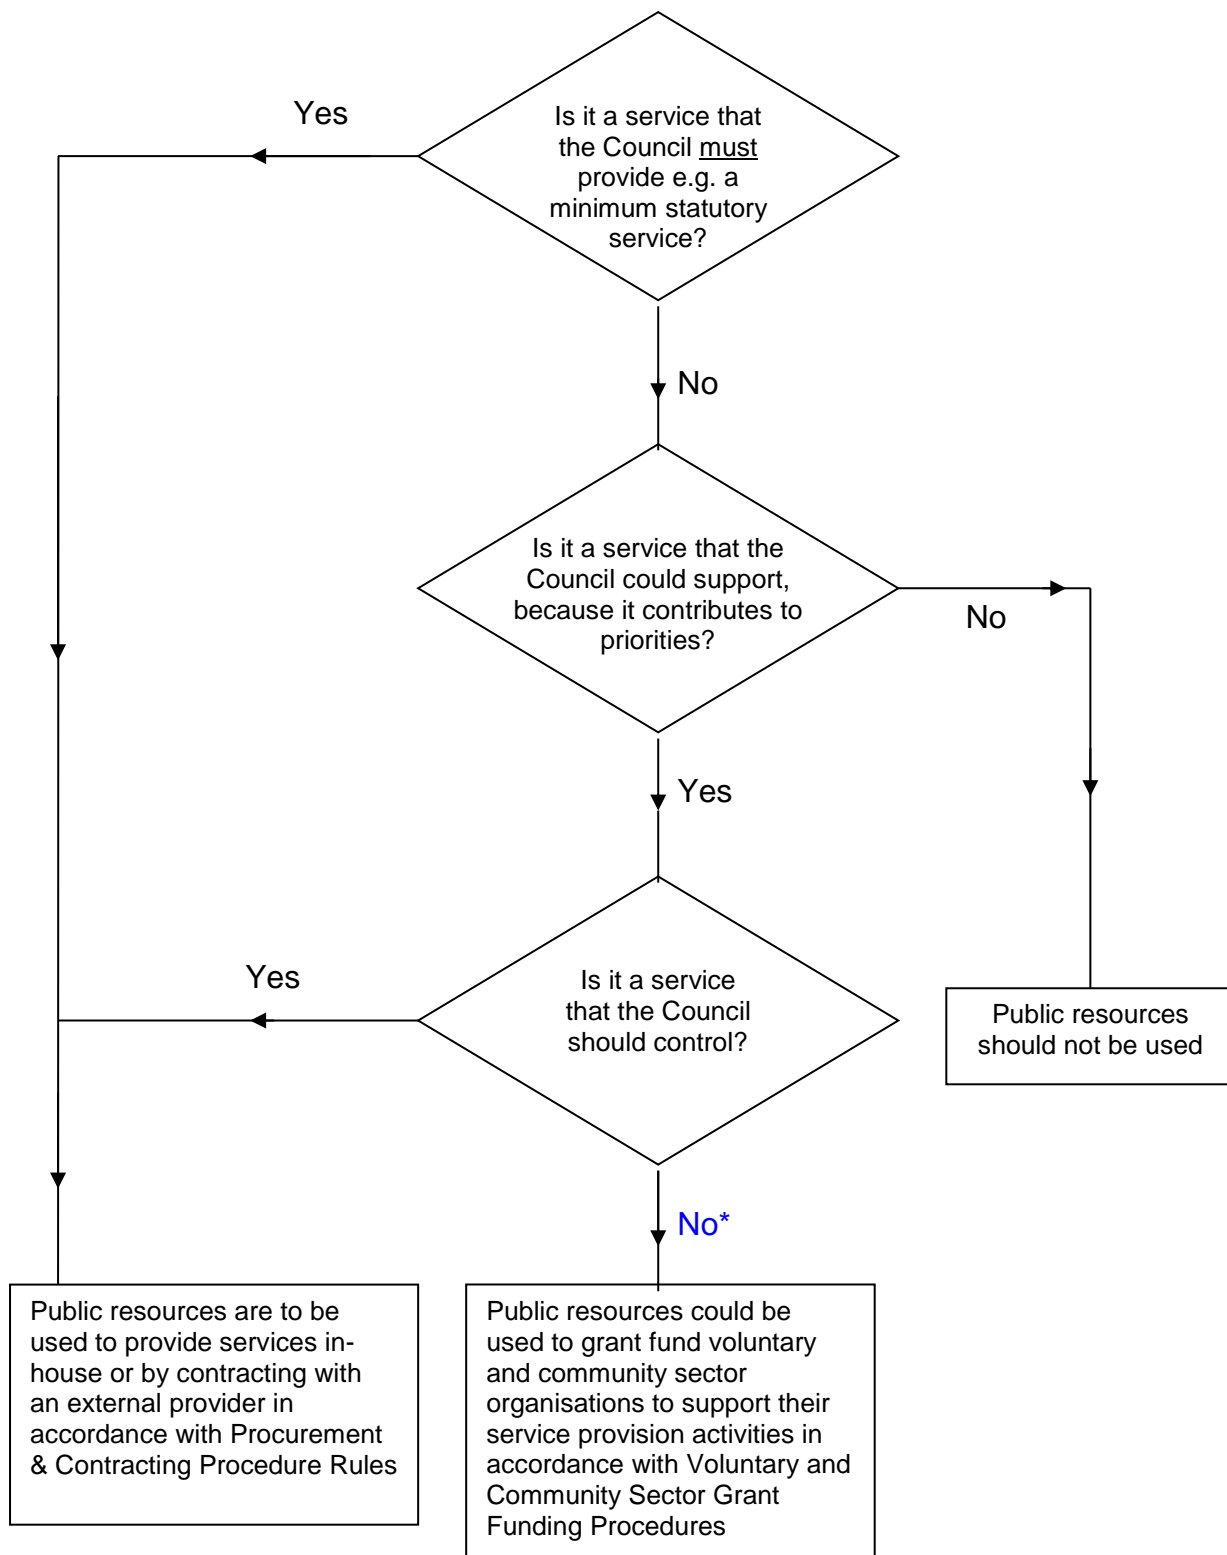 Yes
Is it a service that
the Council must
provide e.g. a
minimum statutory
service?
No
Is it a service that the
Council could support,
because it contributes to
priorities?
No
Yes
Yes
Is it a service
that the Council
should control?
Public resources
should not be used
No*
Public resources are to be
used to provide services in-
house or by contracting with
an external provider in
accordance with Procurement
& Contracting Procedure Rules
Public resources could be
used to grant fund voluntary
and community sector
organisations to support their
service provision activities in
accordance with Voluntary and
Community Sector Grant
Funding Procedures